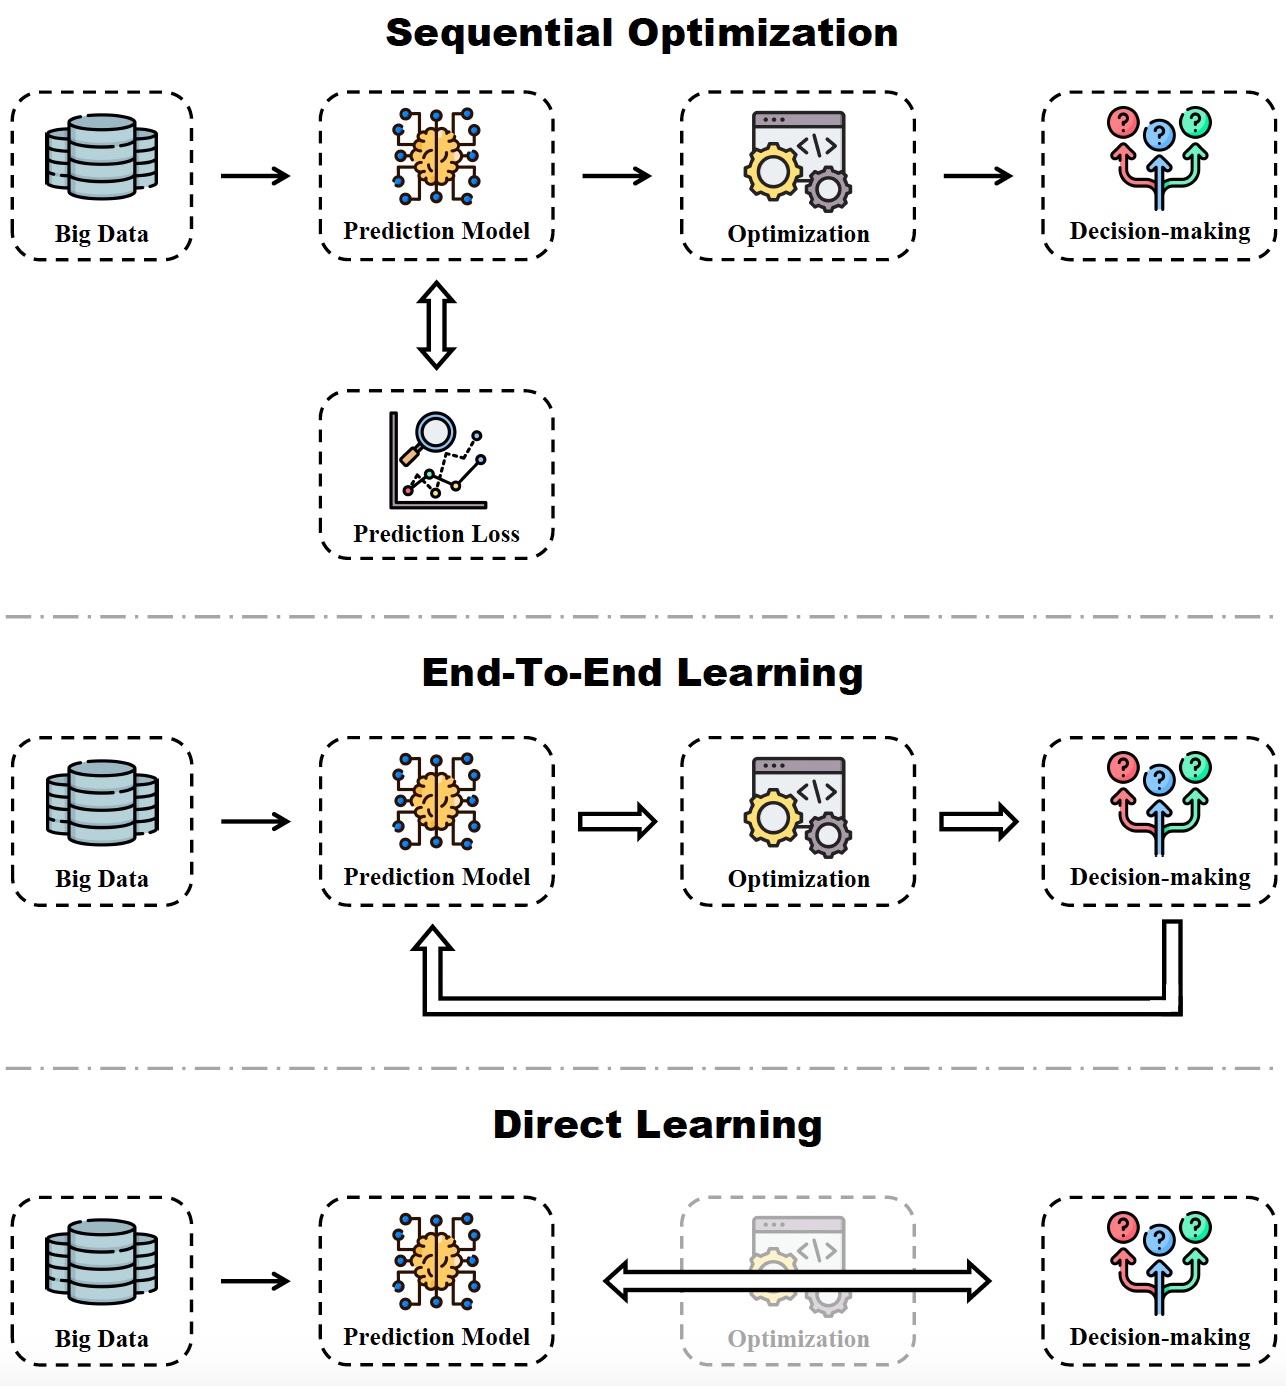 Sequential Optimization
Big Data
Prediction Model
Optimization
Decision-making
Prediction Loss
End-To-End Learning
Big Data
Prediction Model
Optimization
Decision-making
Direct Learning
Big Data
Prediction Model
Optimization
Decision-making